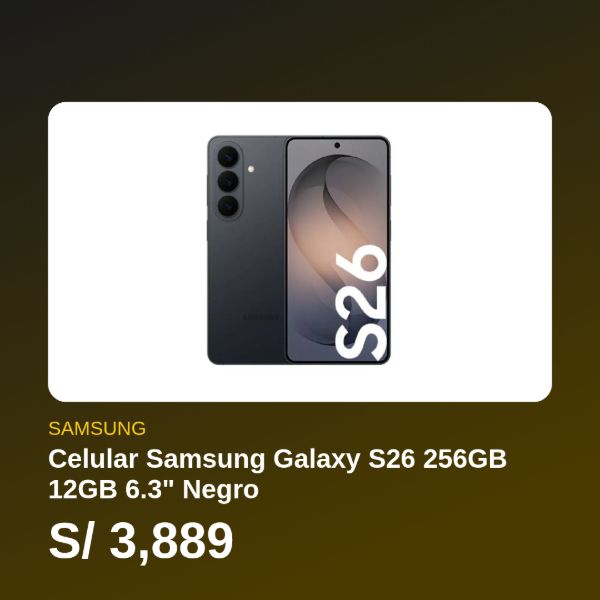 S26
SAMSUNG
Celular Samsung Galaxy S26 256GB
12GB 6.3" Negro
S/ 3,889